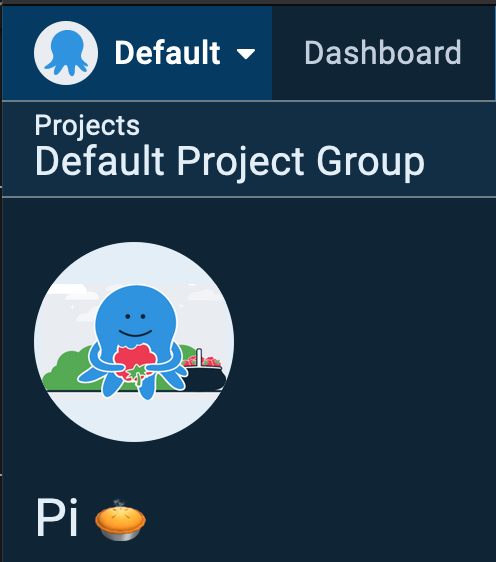 Default
Dashboard
Projects
Default Project Group
Pi 🥧